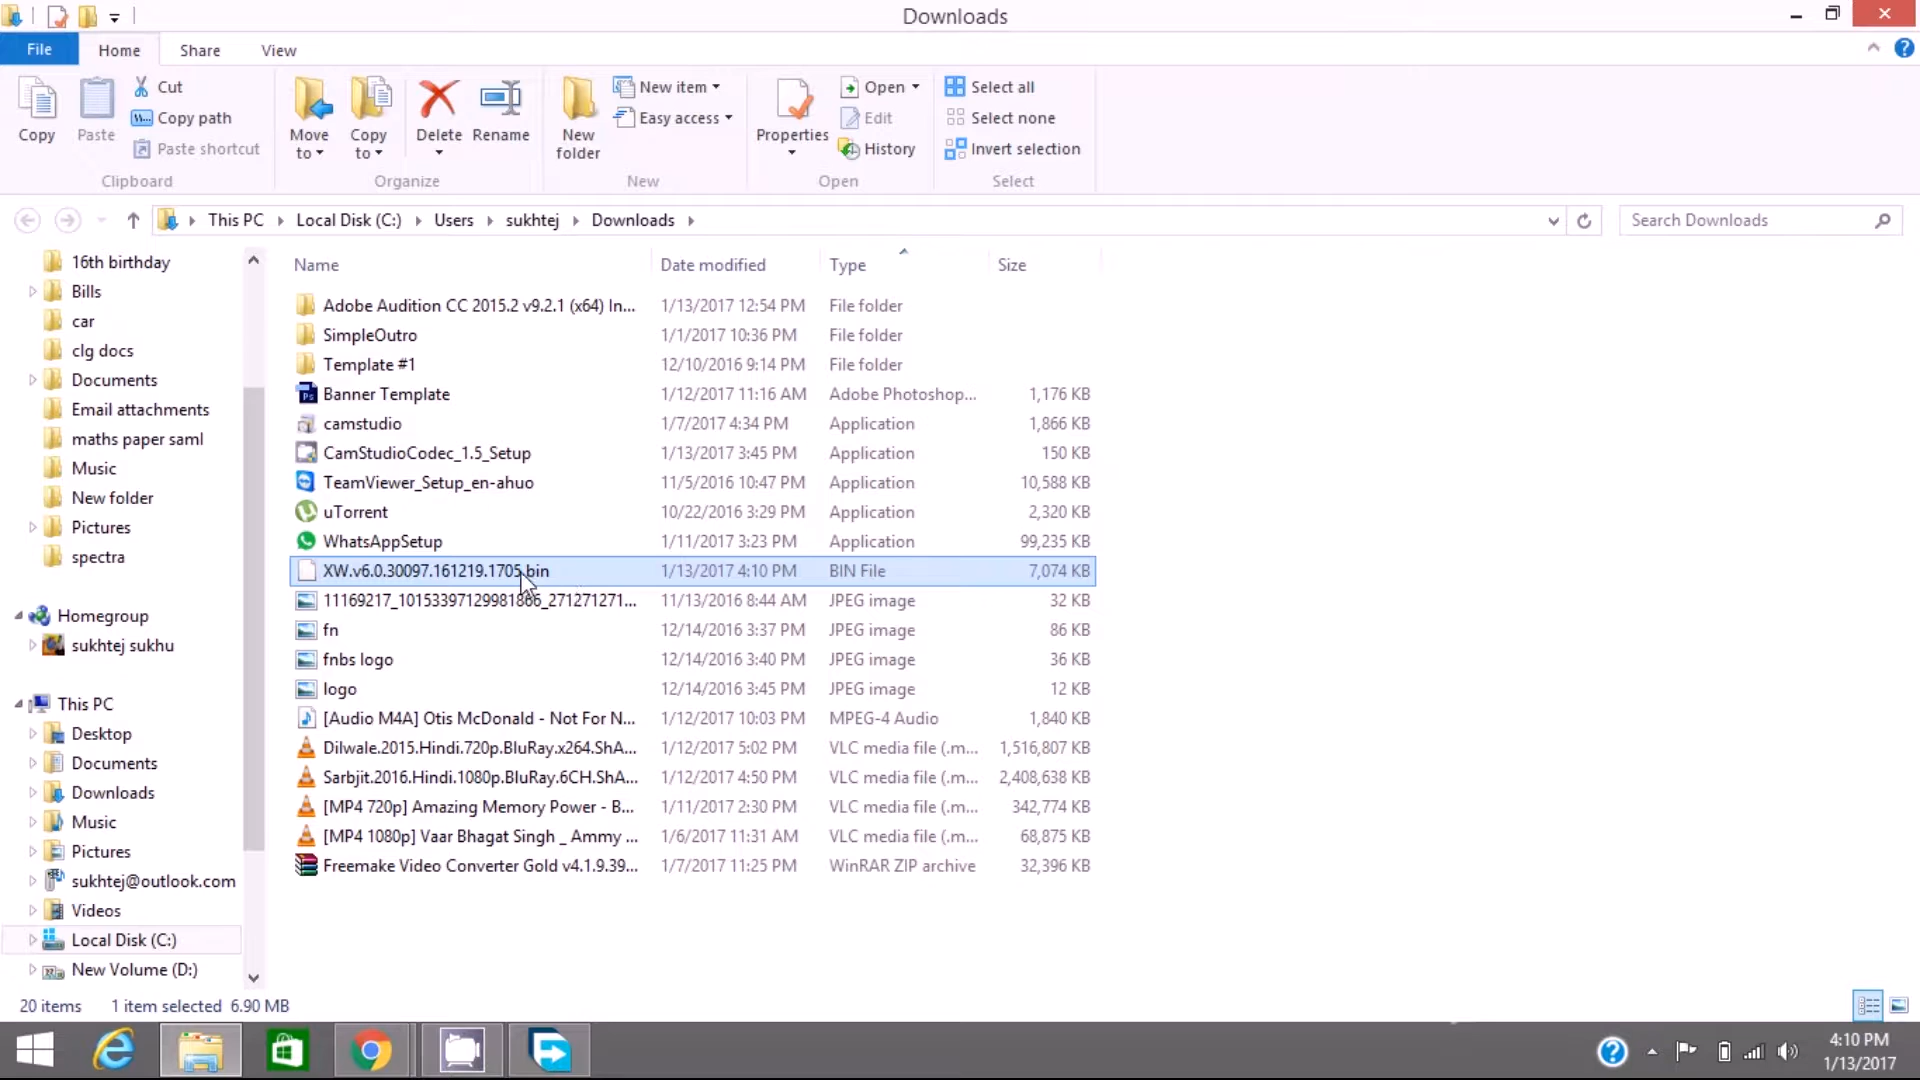 Downloads
File Home Share View
Copy
Paste
Cut
Copy path
Paste shortcut
Clipboard
Move to
Copy to
Delete
Rename
Organize
New folder
New item
Easy access
New
Properties
Open
Edit
History
Open
Select all
Select none
Invert selection
Select
This PC Local Disk (C:) Users sukhtej Downloads
Search Downloads
16th birthday
Bills
car
clg docs
Documents
Email attachments
maths paper saml
Music
New folder
Pictures
spectra
Homegroup
sukhtej sukhu
This PC
Desktop
Documents
Downloads
Music
Pictures
sukhtej@outlook.com
Videos
Local Disk (C:)
New Volume (D:)
Name Date modified Type Size
Adobe Audition CC 2015.2 v9.2.1 (x64) In... 1/13/2017 12:54 PM File folder
SimpleOutro 1/1/2017 10:36 PM File folder
Template #1 12/10/2016 9:14 PM File folder
Banner Template 1/12/2017 11:16 AM Adobe Photoshop... 1,176 KB
camstudio 1/7/2017 4:34 PM Application 1,866 KB
CamStudioCodec_1.5_Setup 1/13/2017 3:45 PM Application 150 KB
TeamViewer_Setup_en-ahuo 11/5/2016 10:47 PM Application 10,588 KB
uTorrent 10/22/2016 3:29 PM Application 2,320 KB
WhatsAppSetup 1/11/2017 3:23 PM Application 99,235 KB
XW.v6.0.30097.161219.1705.bin 1/13/2017 4:10 PM BIN File 7,074 KB
11/13/2016 8:44 AM JPEG image 32 KB
fn 12/14/2016 3:37 PM JPEG image 86 KB
fnbs logo 12/14/2016 3:40 PM JPEG image 36 KB
logo 12/14/2016 3:45 PM JPEG image 12 KB
[Audio M4A] Otis McDonald - Not For N... 1/12/2017 10:03 PM MPEG-4 Audio 1,840 KB
Dilwale.2015.Hindi.720p.BluRay.x264.ShA... 1/12/2017 5:02 PM VLC media file (.m... 1,516,807 KB
Sarbjit.2016.Hindi.1080p.BluRay.6CH.ShA... 1/12/2017 4:50 PM VLC media file (.m... 2,408,638 KB
[MP4 720p] Amazing Memory Power - B... 1/11/2017 2:30 PM VLC media file (.m... 342,774 KB
[MP4 1080p] Vaar Bhagat Singh _ Ammy ... 1/6/2017 11:31 AM VLC media file (.m... 68,875 KB
Freemake Video Converter Gold v4.1.9.39... 1/7/2017 11:25 PM WinRAR ZIP archive 32,396 KB
20 items 1 item selected 6.90 MB
4:10 PM
1/13/2017